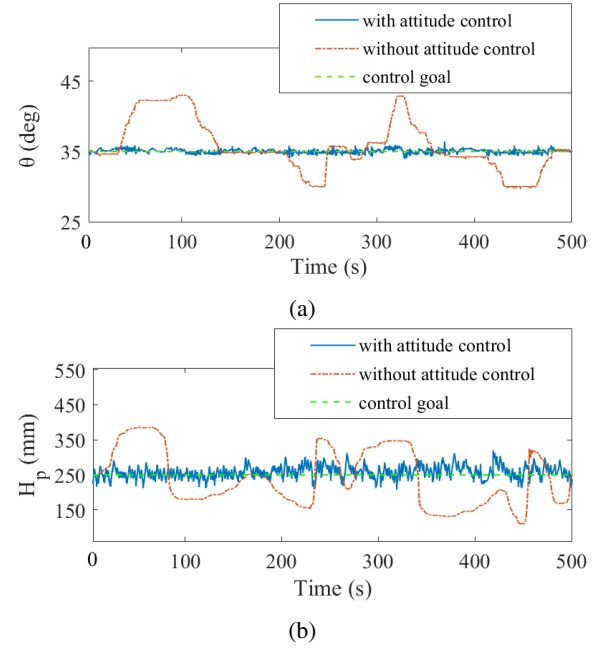 with attitude control
without attitude control
control goal
45
35
25
θ (deg)
0 100 200 300 400 500
Time (s)
(a)
with attitude control
without attitude control
control goal
550
450
350
250
150
H_p (mm)
0 100 200 300 400 500
Time (s)
(b)